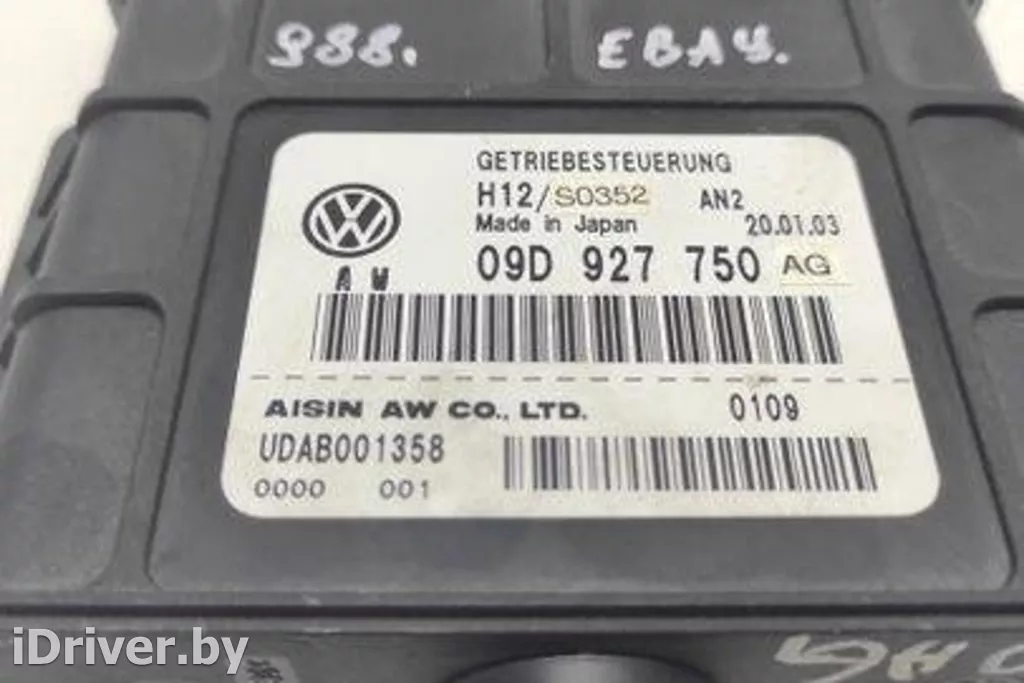 988. ЕВАЧ.
GETRIEBESTEUERUNG
H12/S0352 AN2
Made in Japan 20.01.03
09D 927 750 AG
A W
AISIN AW CO., LTD. 0109
UDAB001358
0000 001
iDriver.by